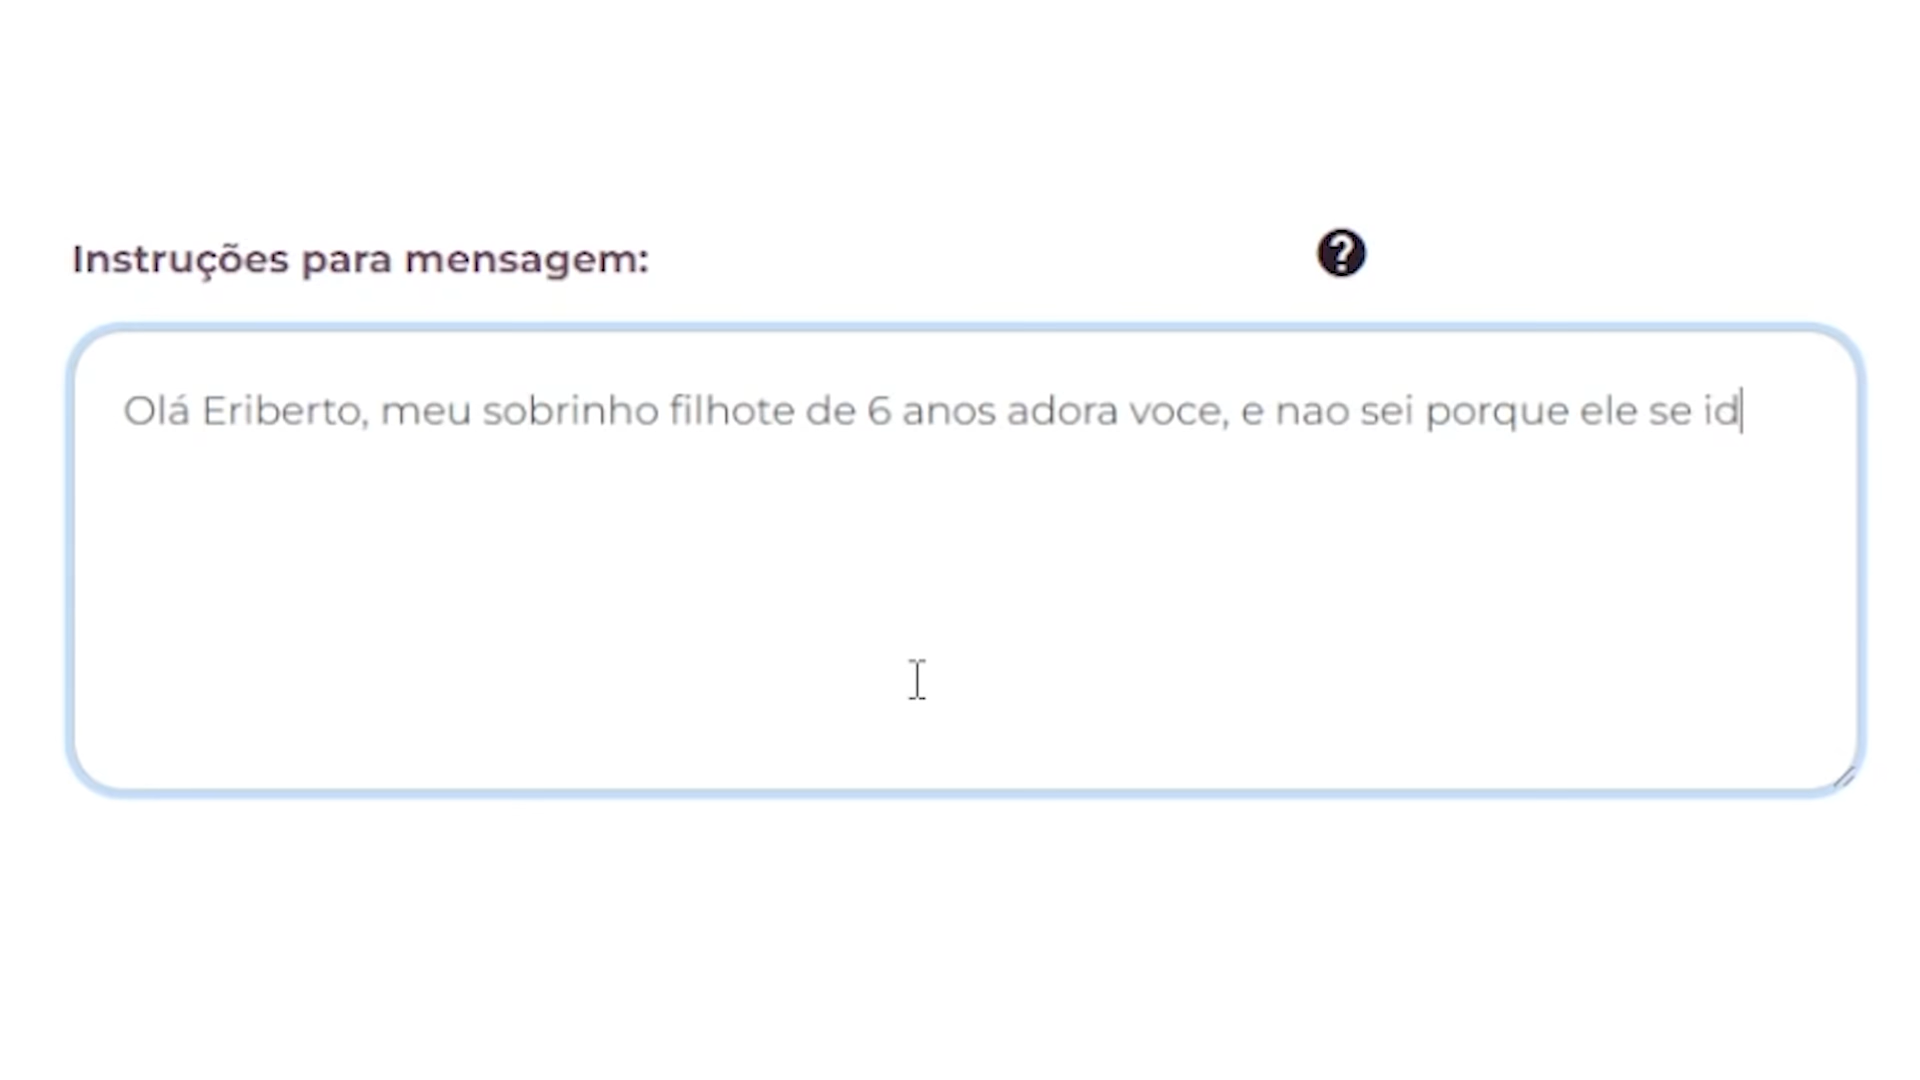 Instruções para mensagem:
Olá Eriberto, meu sobrinho filhote de 6 anos adora voce, e nao sei porque ele se id